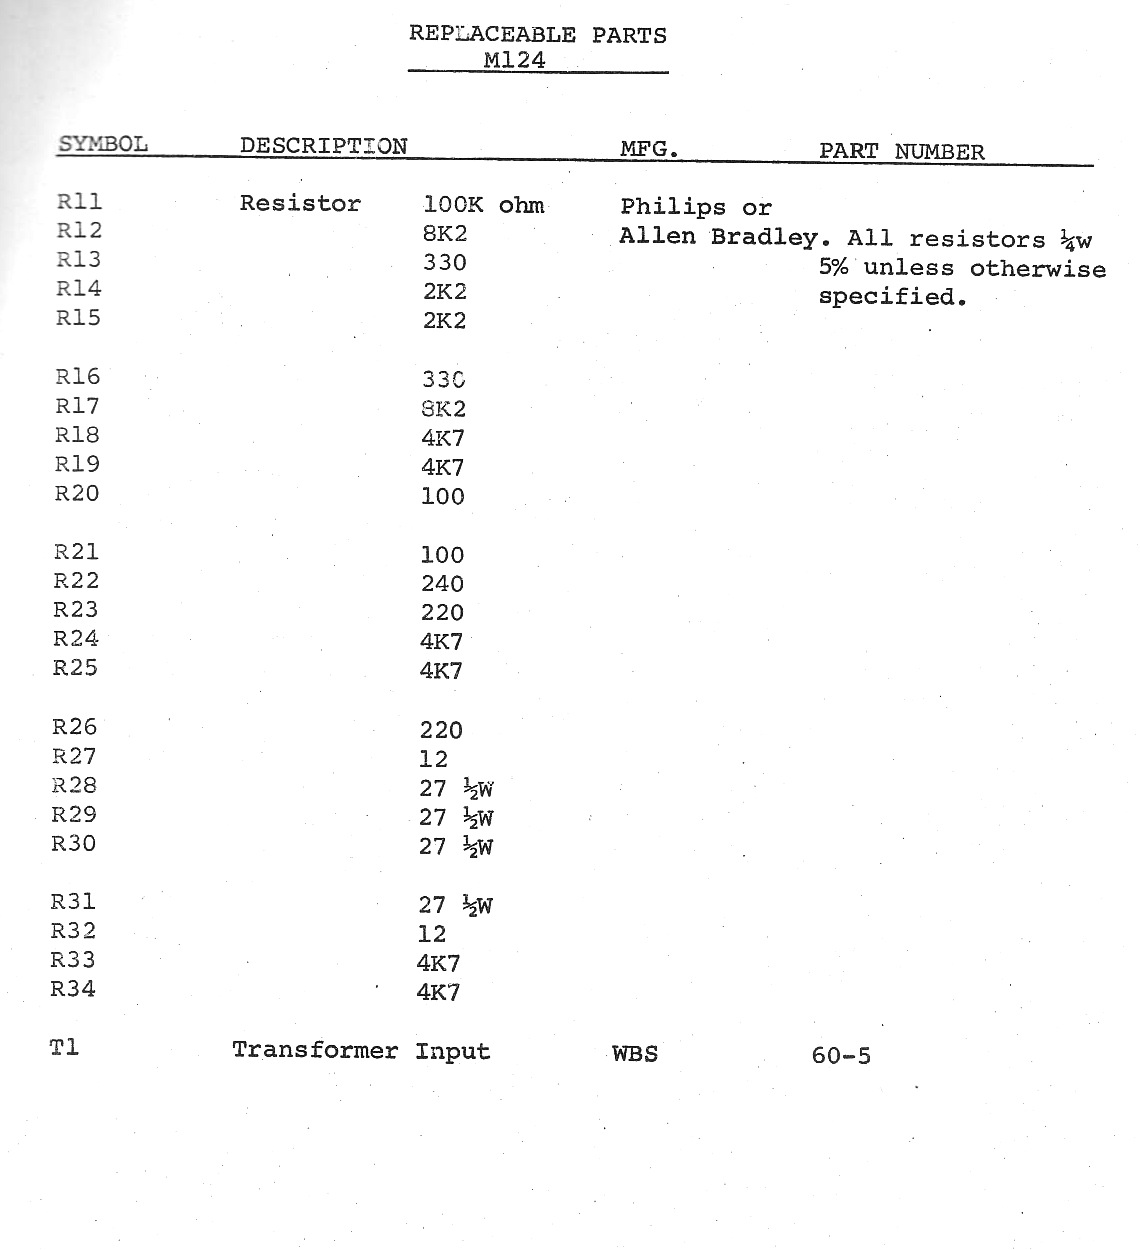 REPLACEABLE PARTS
M124
SYMBOL DESCRIPTION MFG. PART NUMBER
R11 Resistor 100K ohm Philips or
R12 8K2 Allen Bradley. All resistors ¼w
R13 330 5% unless otherwise
R14 2K2 specified.
R15 2K2
R16 330
R17 8K2
R18 4K7
R19 4K7
R20 100
R21 100
R22 240
R23 220
R24 4K7
R25 4K7
R26 220
R27 12
R28 27 ½W
R29 27 ½W
R30 27 ½W
R31 27 ½W
R32 12
R33 4K7
R34 4K7
T1 Transformer Input WBS 60-5